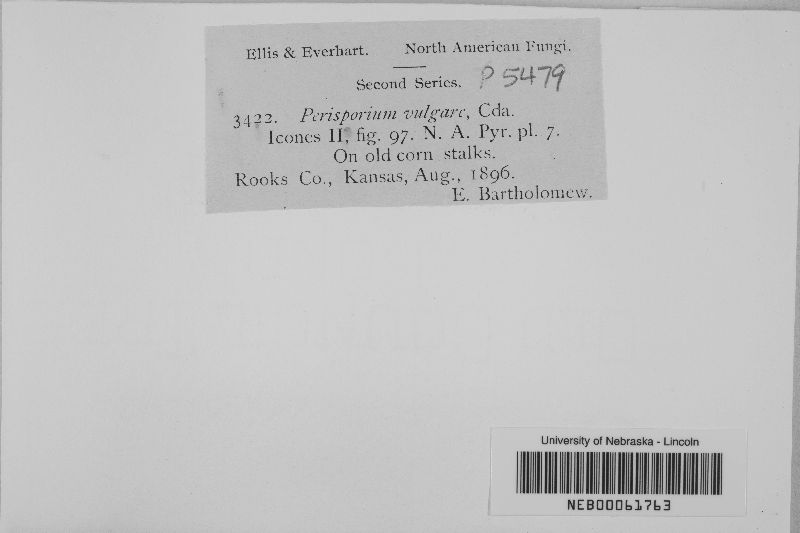 Ellis & Everhart. North American Fungi.
Second Series. P 5479
3422. Perisporium vulgare, Cda.
Icones II, fig. 97. N. A. Pyr. pl. 7.
On old corn stalks.
Rooks Co., Kansas, Aug., 1896.
E. Bartholomew.
University of Nebraska - Lincoln
NEB00061763